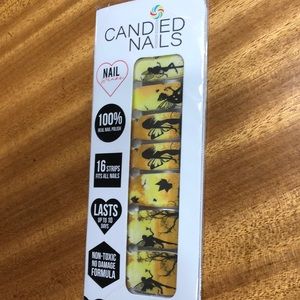 CANDIED
NAILS
NAIL
100%
REAL NAIL POLISH
16 STRIPS
FITS ALL NAILS
LASTS
UP TO 10
DAYS
NON-TOXIC
NO DAMAGE
FORMULA